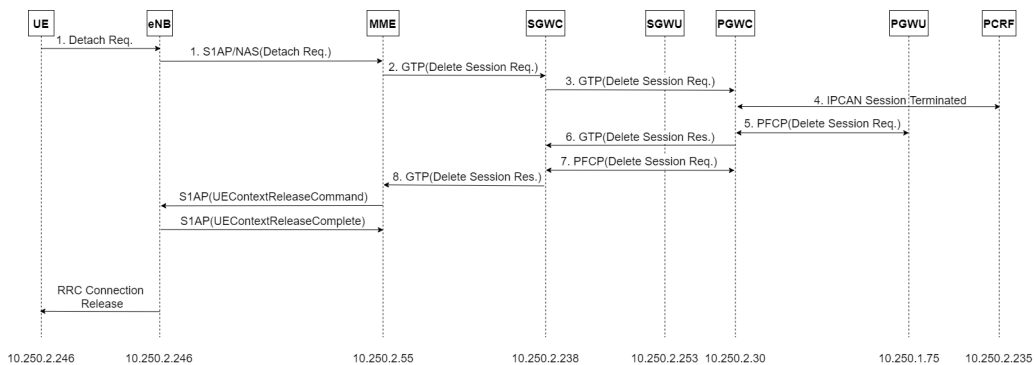 UE eNB MME SGWC SGWU PGWC PGWU PCRF
1. Detach Req.
1. S1AP/NAS(Detach Req.)
2. GTP(Delete Session Req.)
3. GTP(Delete Session Req.)
4. IPCAN Session Terminated
5. PFCP(Delete Session Req.)
6. GTP(Delete Session Res.)
7. PFCP(Delete Session Req.)
8. GTP(Delete Session Res.)
S1AP(UEContextReleaseCommand)
S1AP(UEContextReleaseComplete)
RRC Connection
Release
10.250.2.246 10.250.2.246 10.250.2.55 10.250.2.238 10.250.2.253 10.250.2.30 10.250.1.75 10.250.2.235